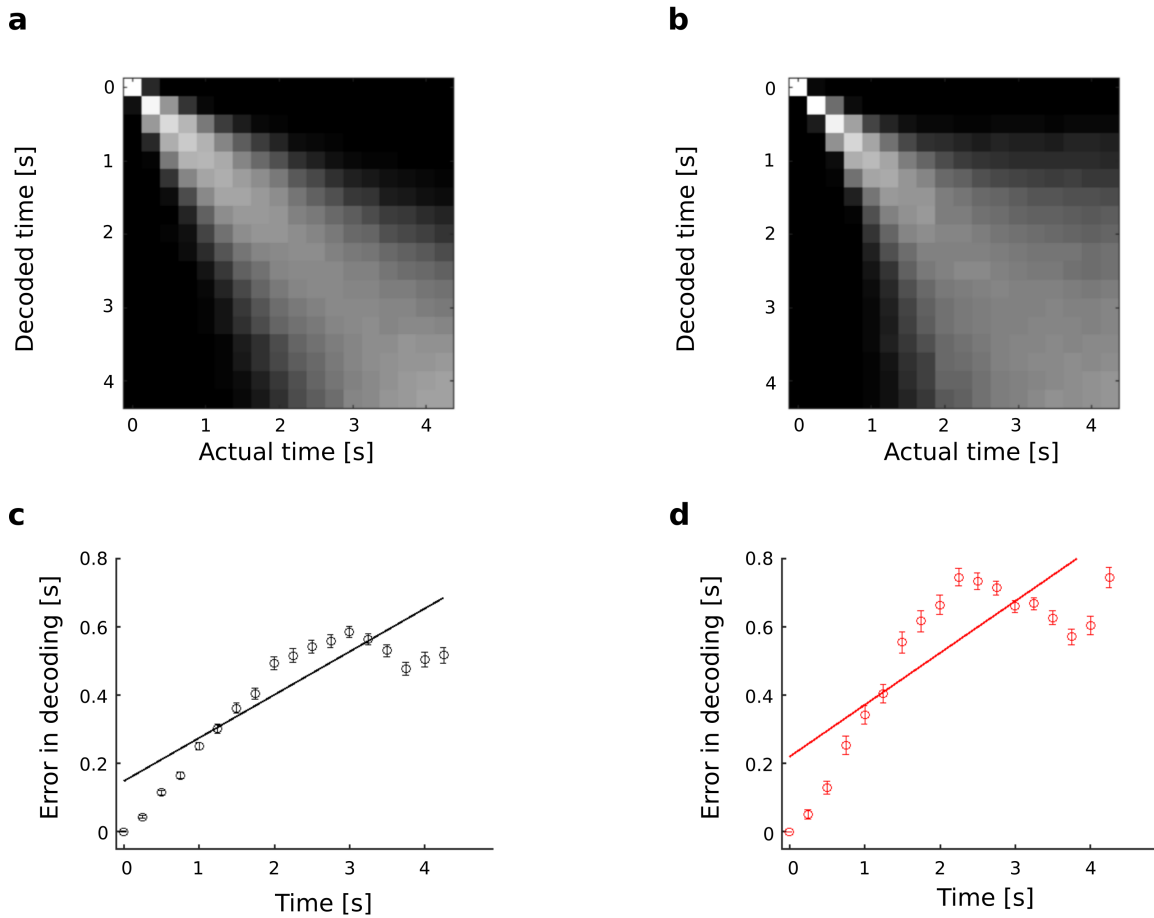 a
b
0
1
2
3
4
Decoded time [s]
0 1 2 3 4
Actual time [s]
0
1
2
3
4
Decoded time [s]
0 1 2 3 4
Actual time [s]
c
d
0.8
0.6
0.4
0.2
0
Error in decoding [s]
0 1 2 3 4
Time [s]
0.8
0.6
0.4
0.2
0
Error in decoding [s]
0 1 2 3 4
Time [s]